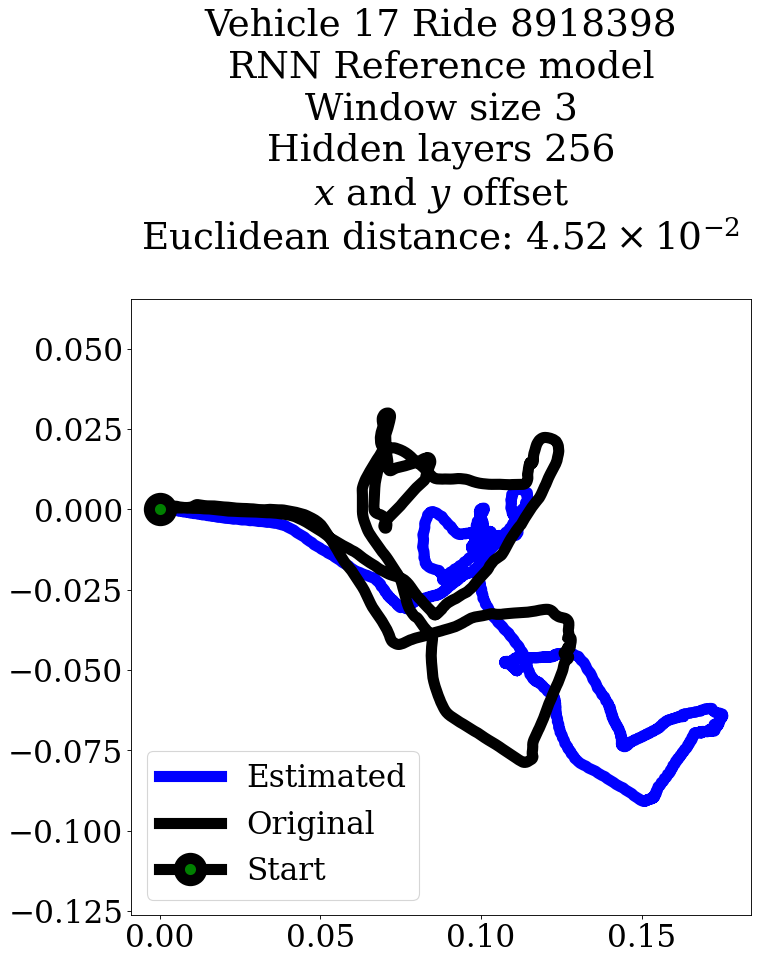 Vehicle 17 Ride 8918398
RNN Reference model
Window size 3
Hidden layers 256
x and y offset
Euclidean distance: 4.52 × 10⁻²
0.050
0.025
0.000
−0.025
−0.050
−0.075
−0.100
−0.125
Estimated
Original
Start
0.00 0.05 0.10 0.15